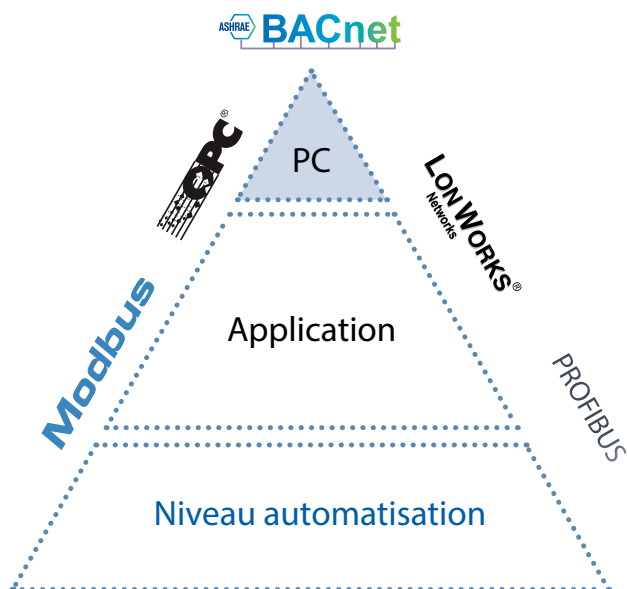 ASHRAE BACnet
OPC®
PC
LONWORKS®
Networks
Modbus
Application
PROFIBUS
Niveau automatisation